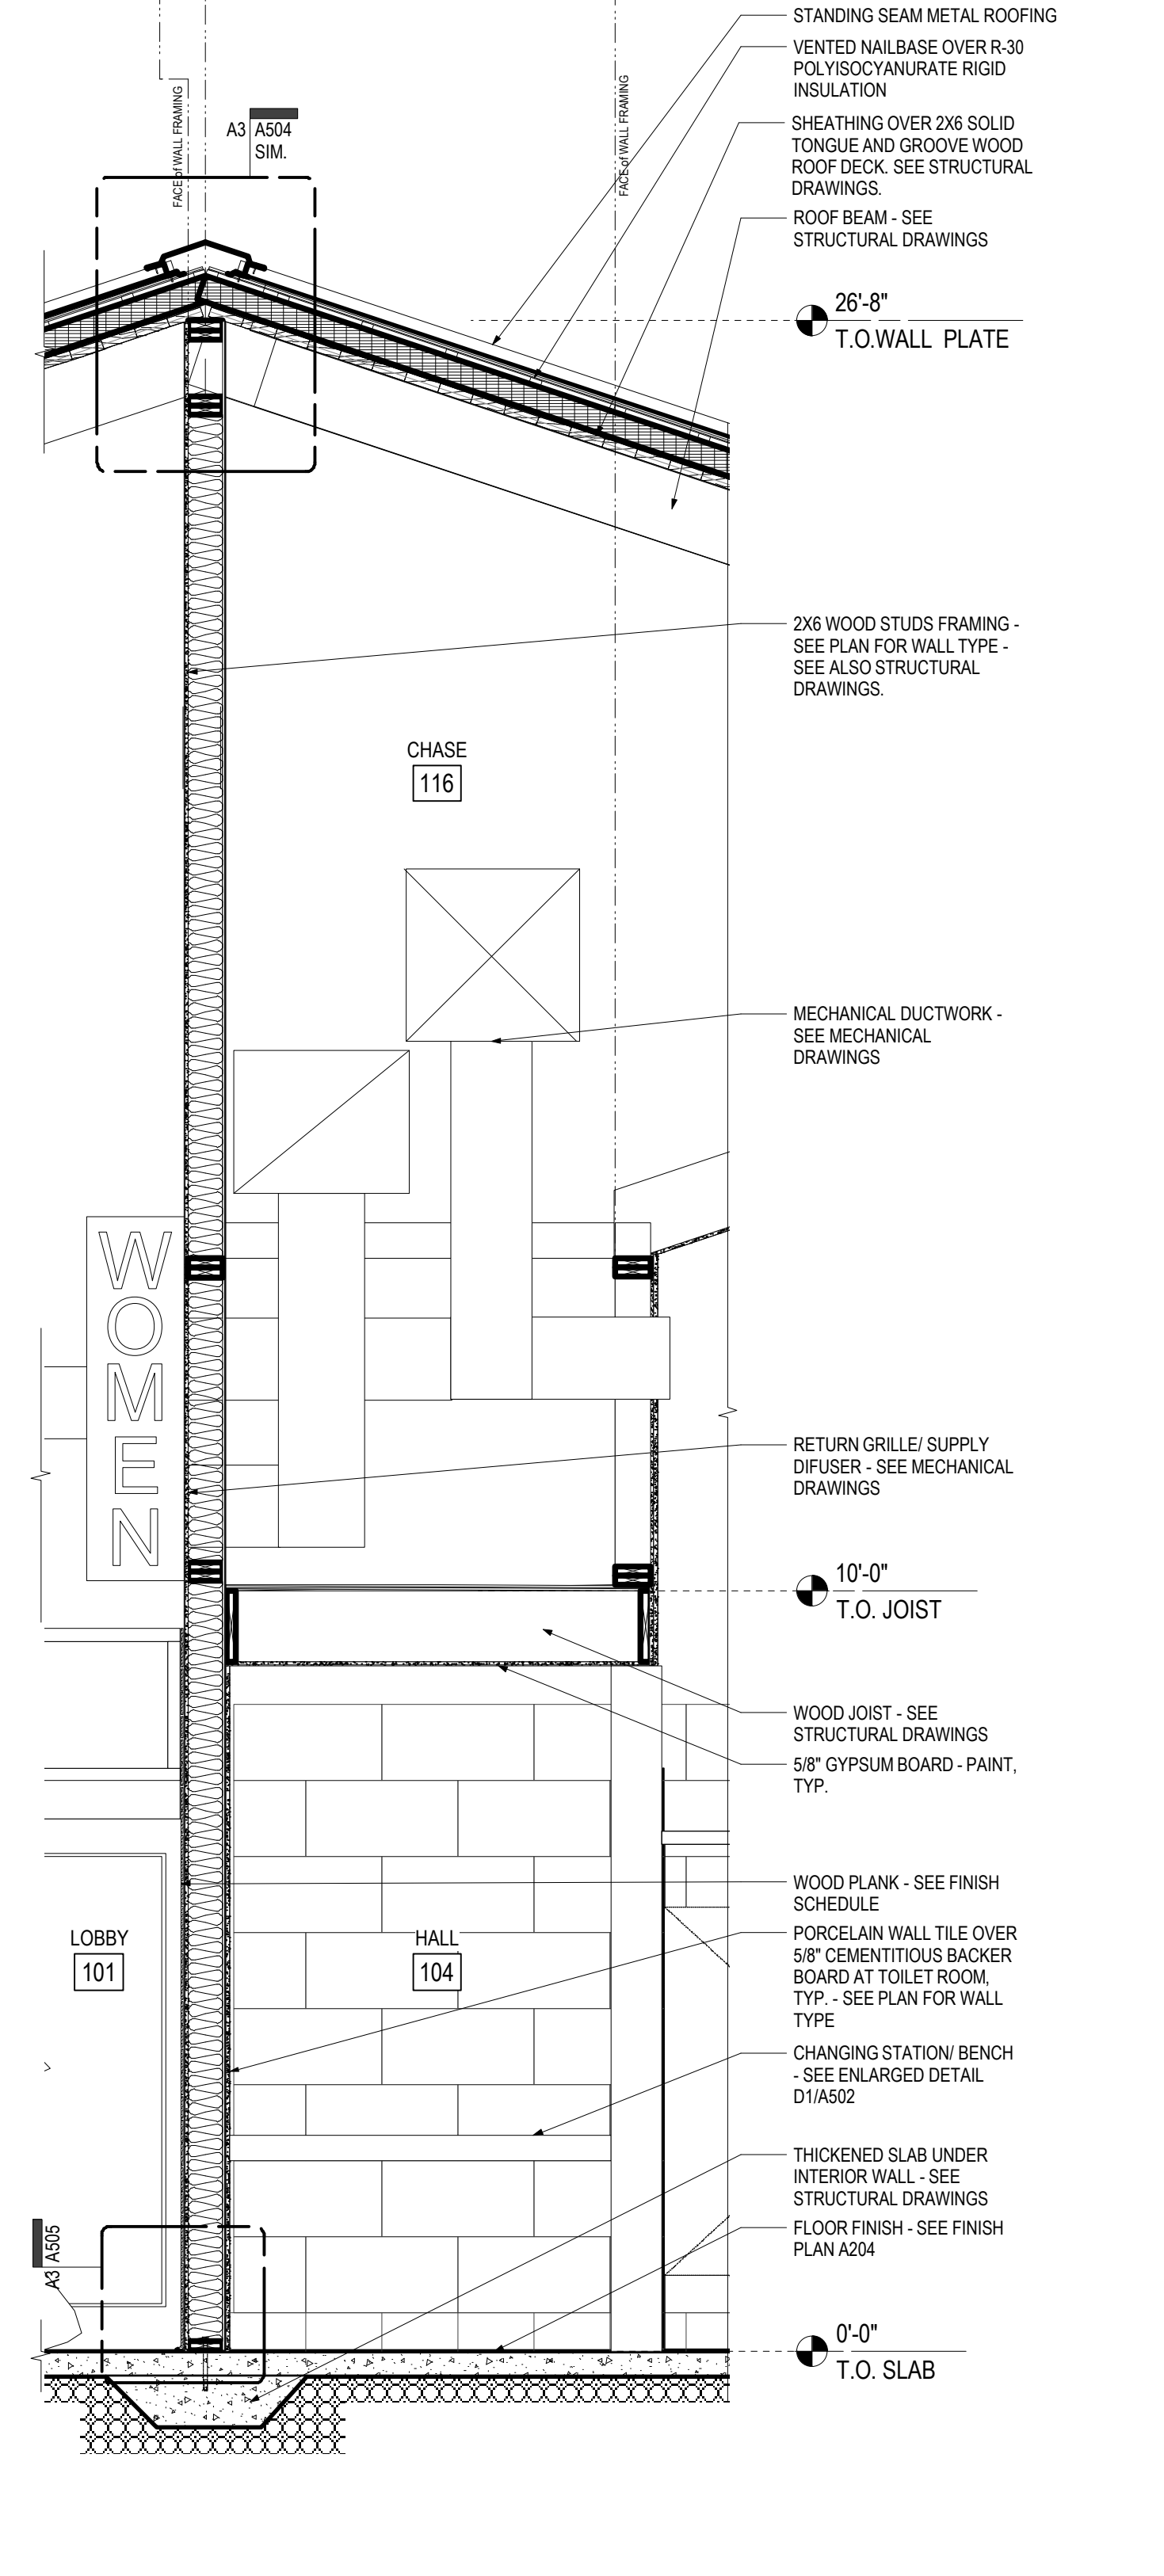 STANDING SEAM METAL ROOFING
VENTED NAILBASE OVER R-30
POLYISOCYANURATE RIGID
INSULATION
FACE of WALL FRAMING
FACE of WALL FRAMING
A3 A504
SIM.
SHEATHING OVER 2X6 SOLID
TONGUE AND GROOVE WOOD
ROOF DECK. SEE STRUCTURAL
DRAWINGS.
ROOF BEAM - SEE
STRUCTURAL DRAWINGS
26'-8"
T.O.WALL PLATE
2X6 WOOD STUDS FRAMING -
SEE PLAN FOR WALL TYPE -
SEE ALSO STRUCTURAL
DRAWINGS.
CHASE
116
MECHANICAL DUCTWORK -
SEE MECHANICAL
DRAWINGS
WOMEN
RETURN GRILLE/ SUPPLY
DIFUSER - SEE MECHANICAL
DRAWINGS
10'-0"
T.O. JOIST
WOOD JOIST - SEE
STRUCTURAL DRAWINGS
5/8" GYPSUM BOARD - PAINT,
TYP.
WOOD PLANK - SEE FINISH
SCHEDULE
LOBBY
101
HALL
104
PORCELAIN WALL TILE OVER
5/8" CEMENTITIOUS BACKER
BOARD AT TOILET ROOM,
TYP. - SEE PLAN FOR WALL
TYPE
CHANGING STATION/ BENCH
- SEE ENLARGED DETAIL
D1/A502
THICKENED SLAB UNDER
INTERIOR WALL - SEE
STRUCTURAL DRAWINGS
FLOOR FINISH - SEE FINISH
PLAN A204
A3 A505
0'-0"
T.O. SLAB